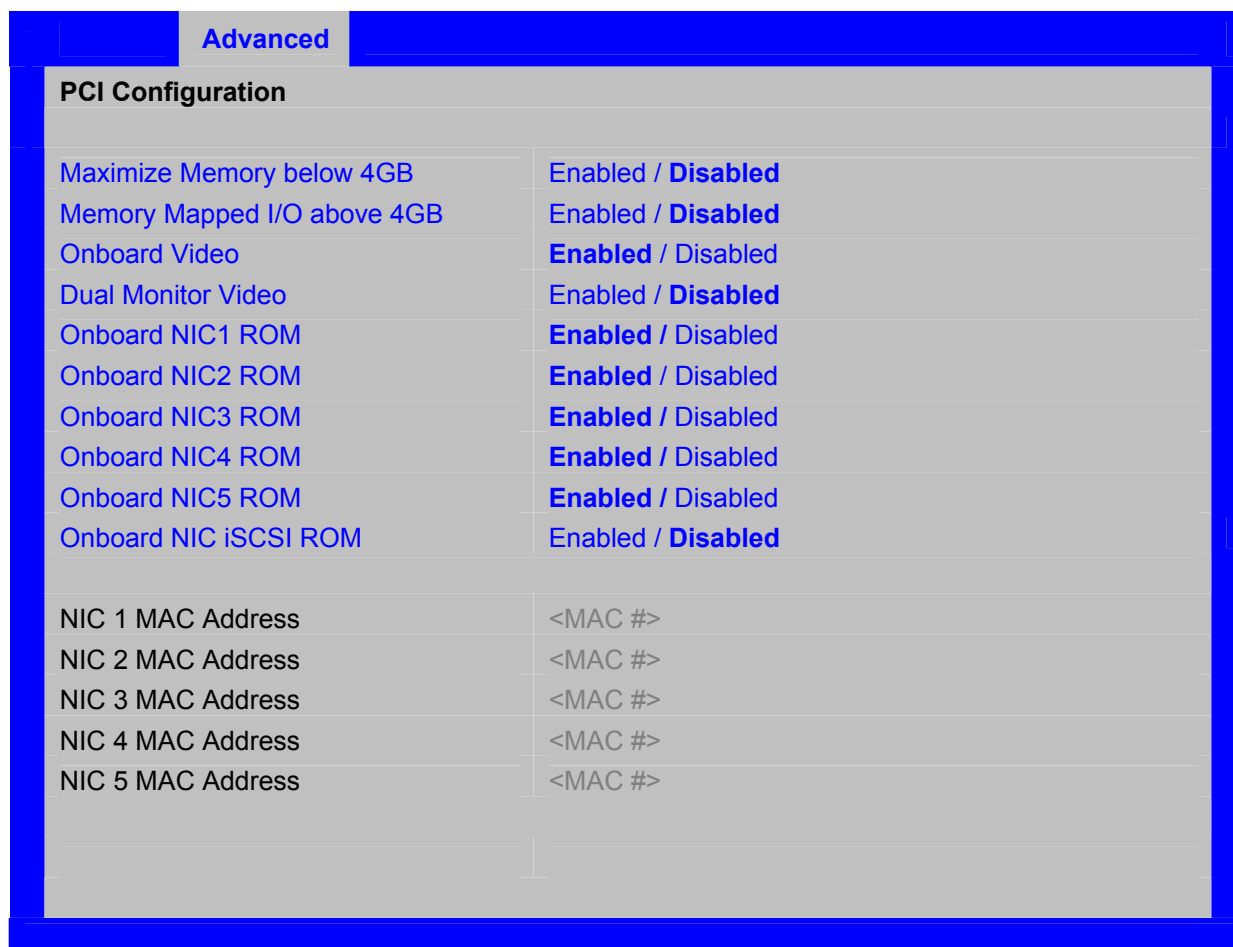 Advanced
PCI Configuration
Maximize Memory below 4GB Enabled / Disabled
Memory Mapped I/O above 4GB Enabled / Disabled
Onboard Video Enabled / Disabled
Dual Monitor Video Enabled / Disabled
Onboard NIC1 ROM Enabled / Disabled
Onboard NIC2 ROM Enabled / Disabled
Onboard NIC3 ROM Enabled / Disabled
Onboard NIC4 ROM Enabled / Disabled
Onboard NIC5 ROM Enabled / Disabled
Onboard NIC iSCSI ROM Enabled / Disabled
NIC 1 MAC Address <MAC #>
NIC 2 MAC Address <MAC #>
NIC 3 MAC Address <MAC #>
NIC 4 MAC Address <MAC #>
NIC 5 MAC Address <MAC #>